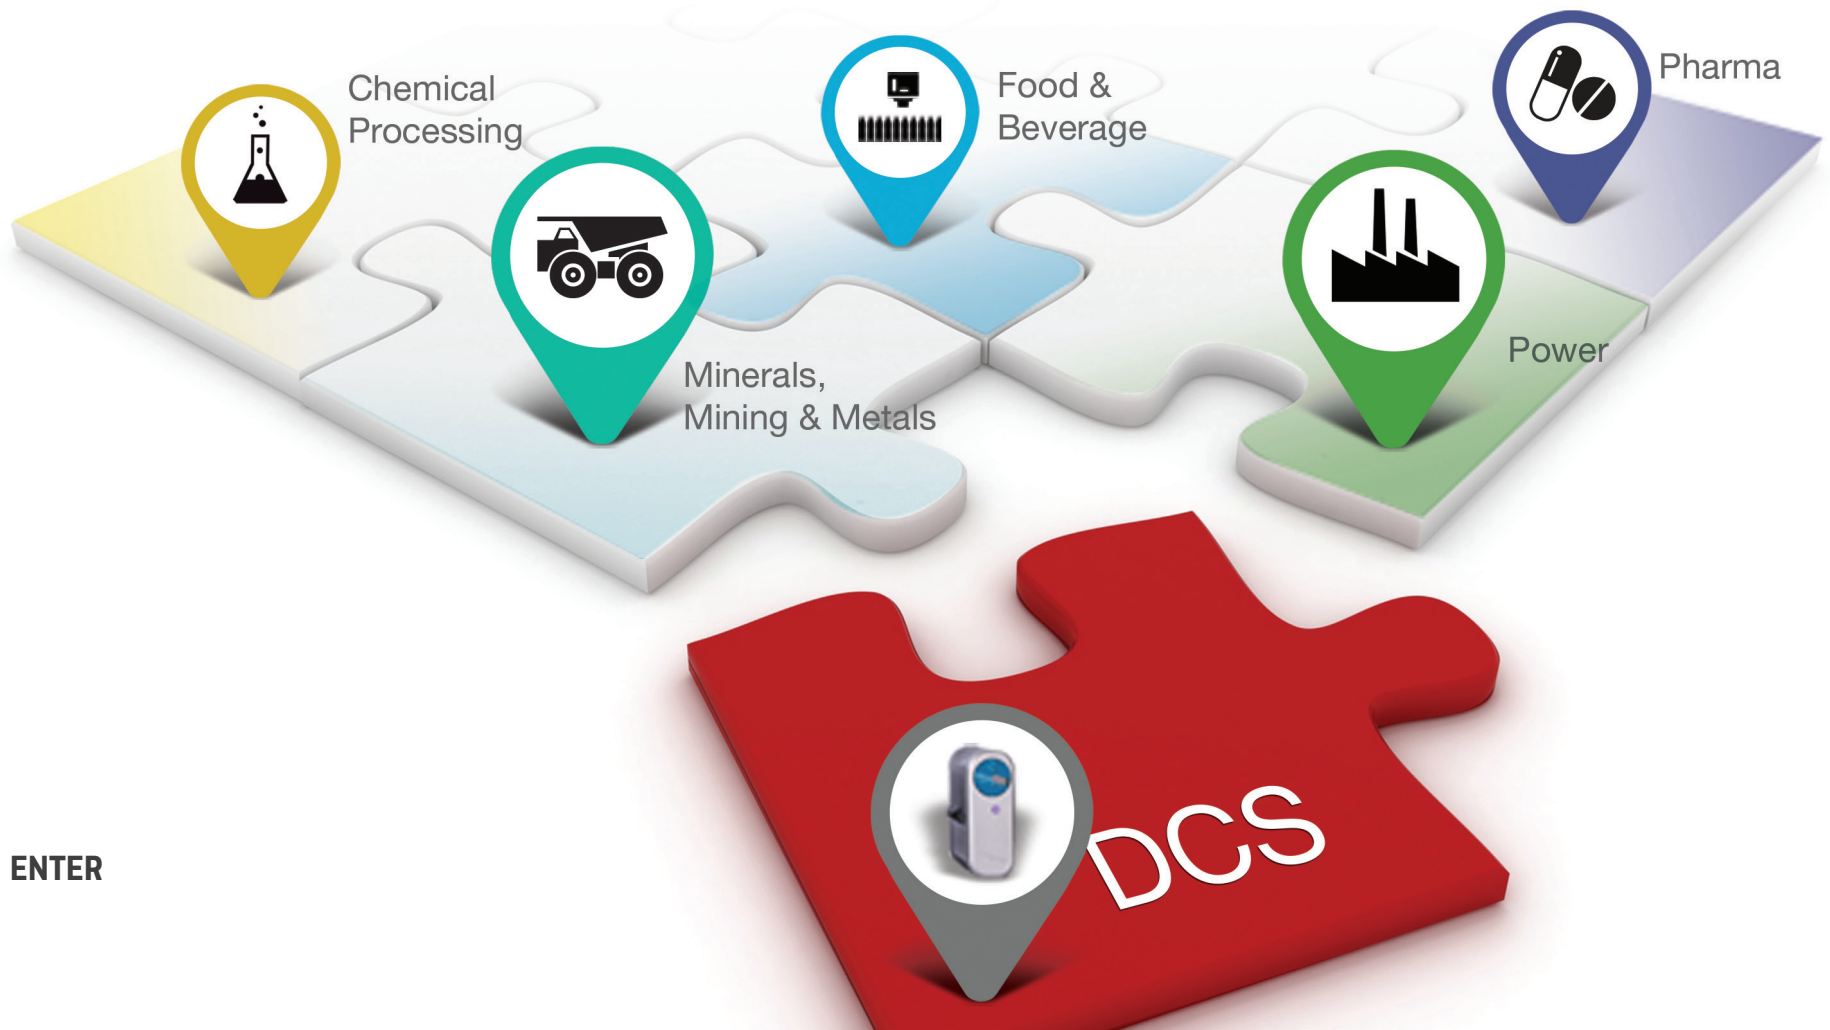 Chemical
Processing
Food &
Beverage
Pharma
Minerals,
Mining & Metals
Power
DCS
ENTER